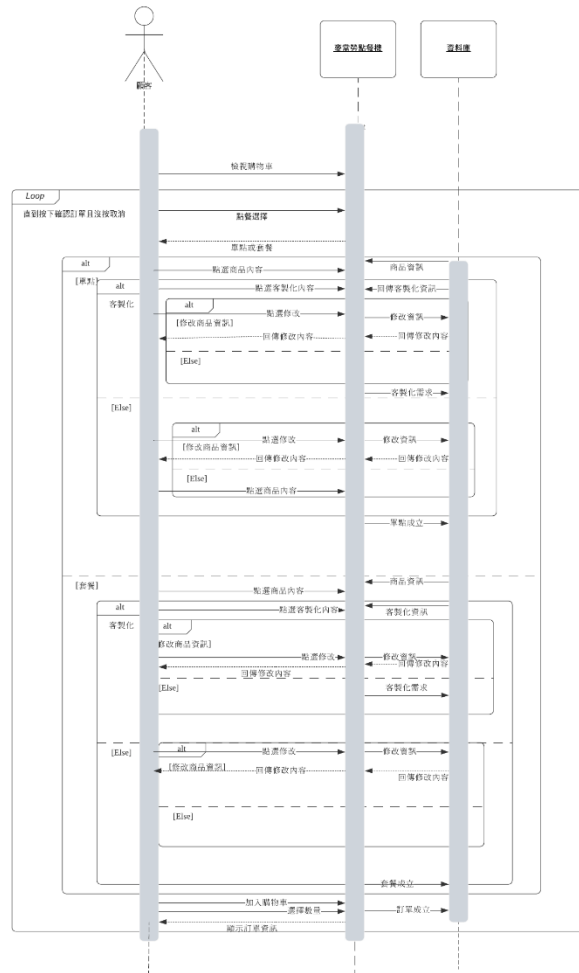 顧客
麥當勞點餐機
資料庫
檢視購物車
Loop
直到按下確認訂單且沒按取消
點餐選擇
單點或套餐
alt
商品資訊
[單點]
點選商品內容
alt
點選客製化內容
回傳客製化資訊
客製化
alt
點選修改
修改資訊
[修改商品資訊]
回傳修改內容
回傳修改內容
[Else]
客製化需求
[Else]
alt
點選修改
修改資訊
[修改商品資訊]
回傳修改內容
回傳修改內容
[Else]
點選商品內容
單點成立
[套餐]
商品資訊
點選商品內容
alt
點選客製化內容
客製化資訊
客製化
alt
修改商品資訊]
點選修改
修改資訊
回傳修改內容
回傳修改內容
[Else]
客製化需求
[Else]
alt
點選修改
修改資訊
[修改商品資訊]
回傳修改內容
回傳修改內容
[Else]
套餐成立
加入購物車
選擇數量
訂單成立
顯示訂單資訊